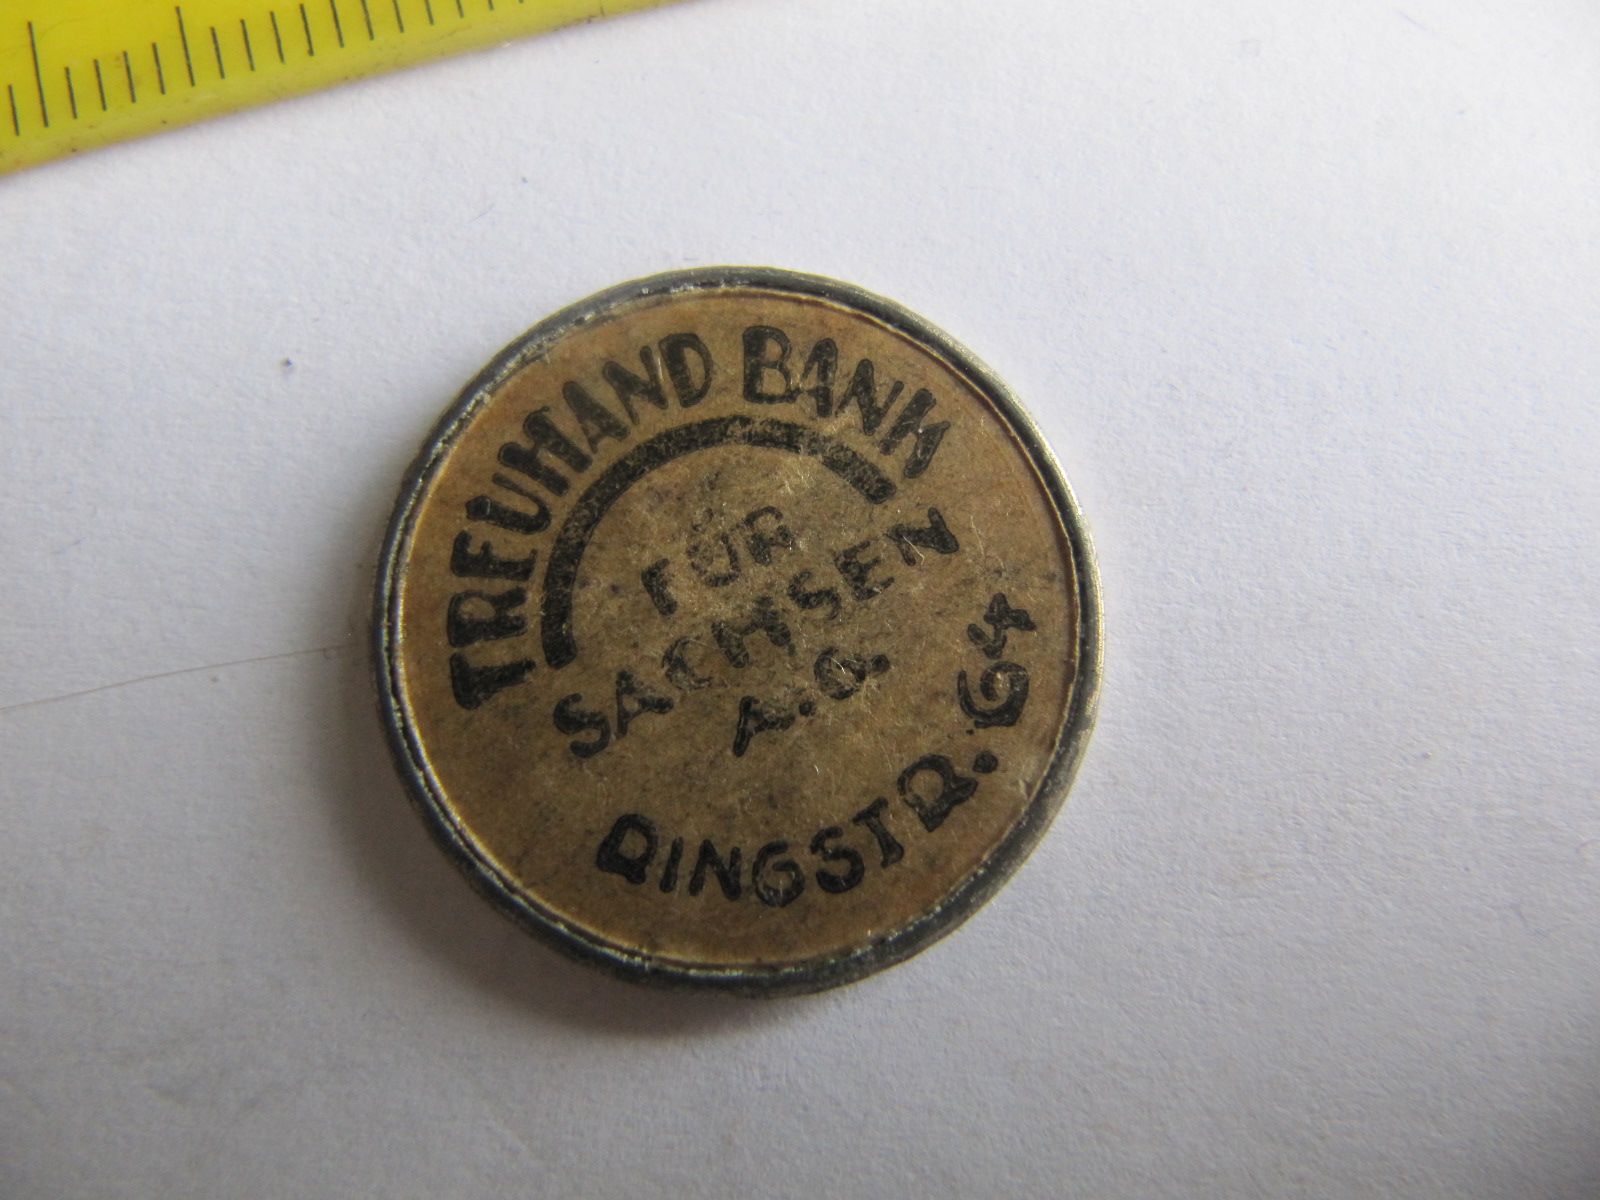 TREUHAND BANK
FÜR
SACHSEN
A.G.
RINGSTR. 64